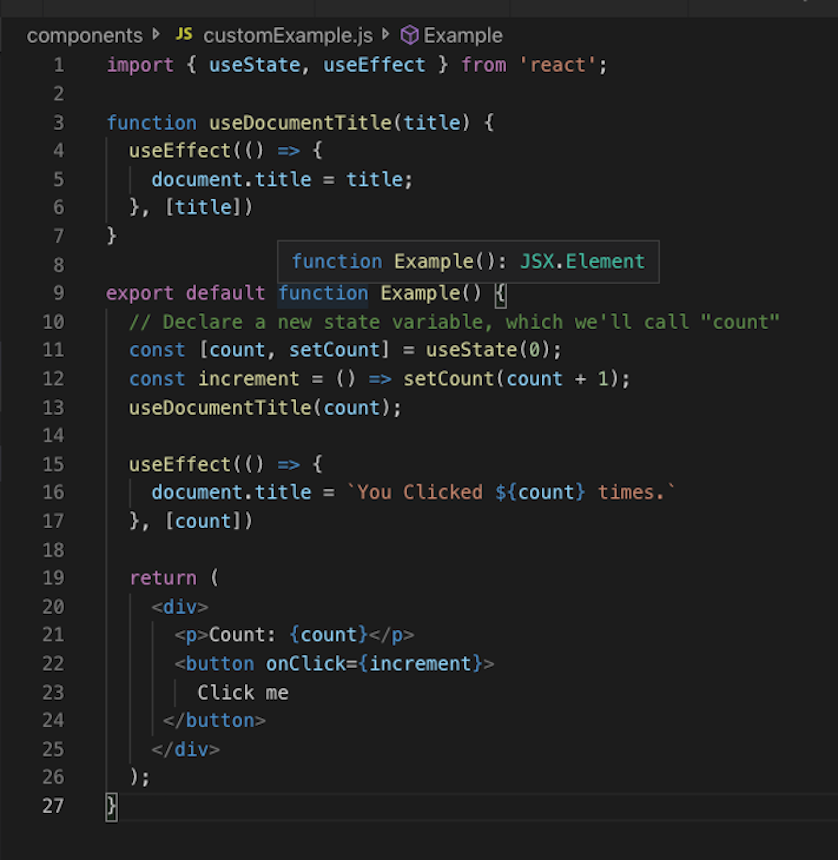 components JS customExample.js Example
1 import { useState, useEffect } from 'react';
2
3 function useDocumentTitle(title) {
4   useEffect(() => {
5     document.title = title;
6   }, [title])
7 }
function Example(): JSX.Element
8
9 export default function Example() {
10   // Declare a new state variable, which we'll call "count"
11   const [count, setCount] = useState(0);
12   const increment = () => setCount(count + 1);
13   useDocumentTitle(count);
14
15   useEffect(() => {
16     document.title = `You Clicked ${count} times.`
17   }, [count])
18
19   return (
20     <div>
21       <p>Count: {count}</p>
22       <button onClick={increment}>
23         Click me
24      </button>
25     </div>
26   );
27 }